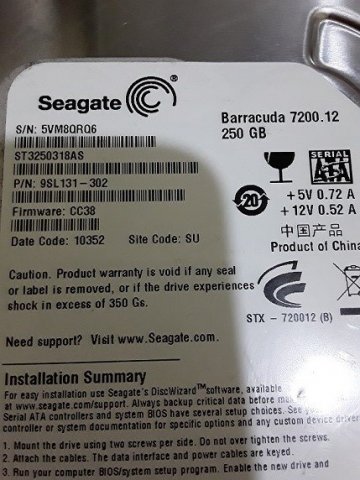 Seagate
Barracuda 7200.12
250 GB
S/N: 5VM8QRQ6
ST3250318AS
P/N: 9SL131-302
Firmware: CC38
Date Code: 10352 Site Code: SU
SERIAL
ATA
20
+5V 0.72 A
+12V 0.52 A
中国产品
Product of China
Caution. Product warranty is void if any seal
or label is removed, or if the drive experiences
shock in excess of 350 Gs.
STX - 720012 (B)
Need support? Visit www.Seagate.com.
Installation Summary
For easy installation use Seagate's DiscWizard™ software, available
at www.seagate.com/support. Always backup critical data before
Serial ATA controllers and system BIOS have several setup choices. See
controller or system documentation for specific options and any custom device
1. Mount the drive using two screws per side. Do not over tighten the screws.
2. Attach the cables. The data interface and power cables are keyed.
3. Run your computer BIOS/system setup program. Enable the new drive and